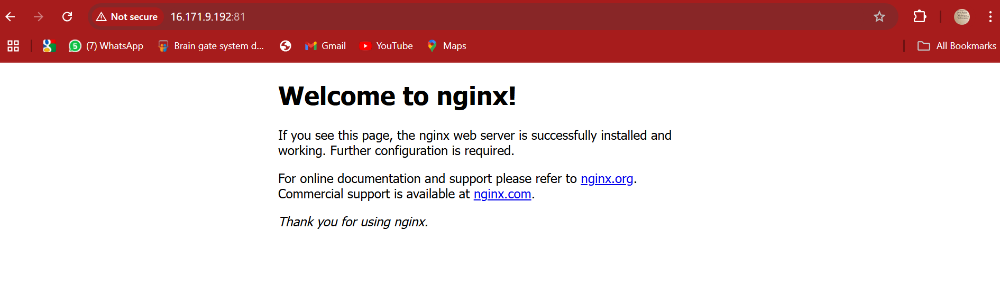 Not secure 16.171.9.192:81
5 (7) WhatsApp Brain gate system d... Gmail YouTube Maps All Bookmarks
Welcome to nginx!
If you see this page, the nginx web server is successfully installed and
working. Further configuration is required.
For online documentation and support please refer to nginx.org.
Commercial support is available at nginx.com.
Thank you for using nginx.